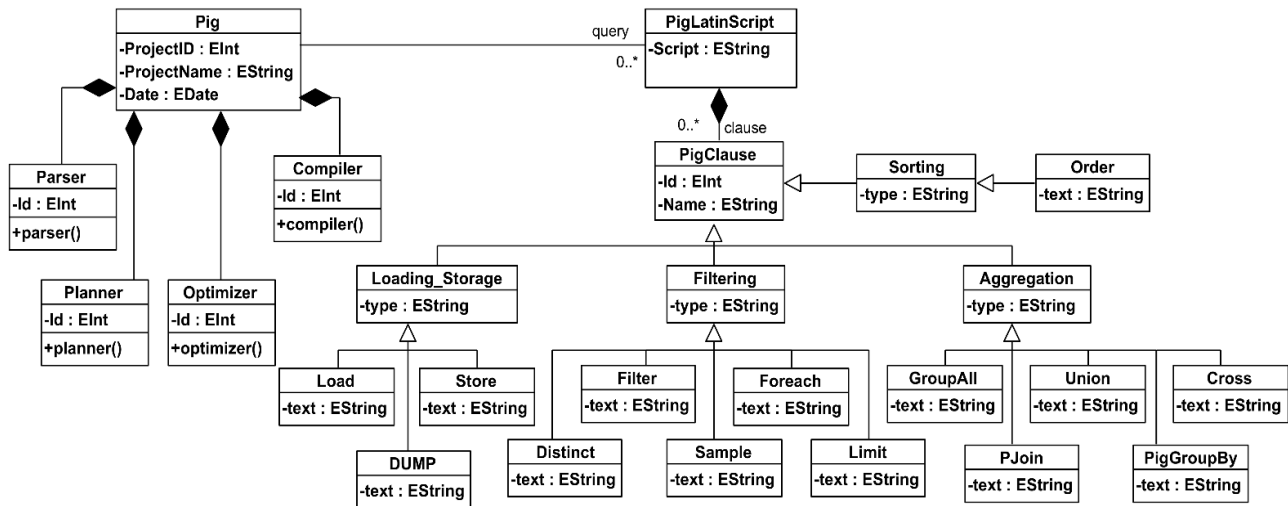 Pig
-ProjectID : EInt
-ProjectName : EString
-Date : EDate
query
0..*
PigLatinScript
-Script : EString
0..*
clause
Parser
-Id : EInt
+parser()
Compiler
-Id : EInt
+compiler()
PigClause
-Id : EInt
-Name : EString
Sorting
-type : EString
Order
-text : EString
Planner
-Id : EInt
+planner()
Optimizer
-Id : EInt
+optimizer()
Loading_Storage
-type : EString
Filtering
-type : EString
Aggregation
-type : EString
Load
-text : EString
Store
-text : EString
Filter
-text : EString
Foreach
-text : EString
GroupAll
-text : EString
Union
-text : EString
Cross
-text : EString
DUMP
-text : EString
Distinct
-text : EString
Sample
-text : EString
Limit
-text : EString
PJoin
-text : EString
PigGroupBy
-text : EString